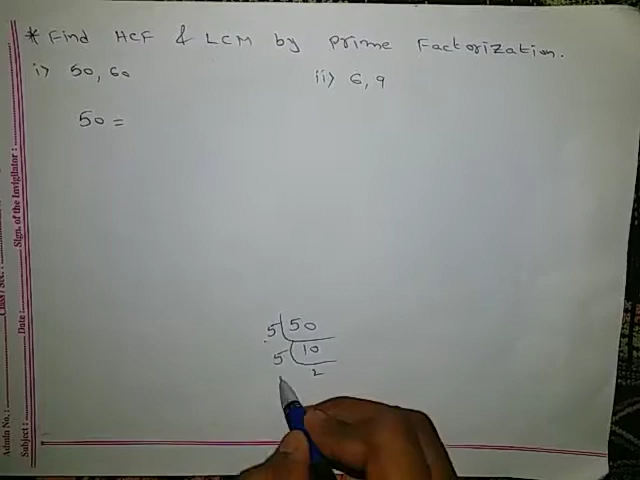 * Find HCF & LCM by Prime Factorization.
i) 50, 60
ii) 6, 9
50 =
5 50
5 10
2
Subject :
Date :
Sign. of the Invigilator :
Admn No. :
Class / Sec. :